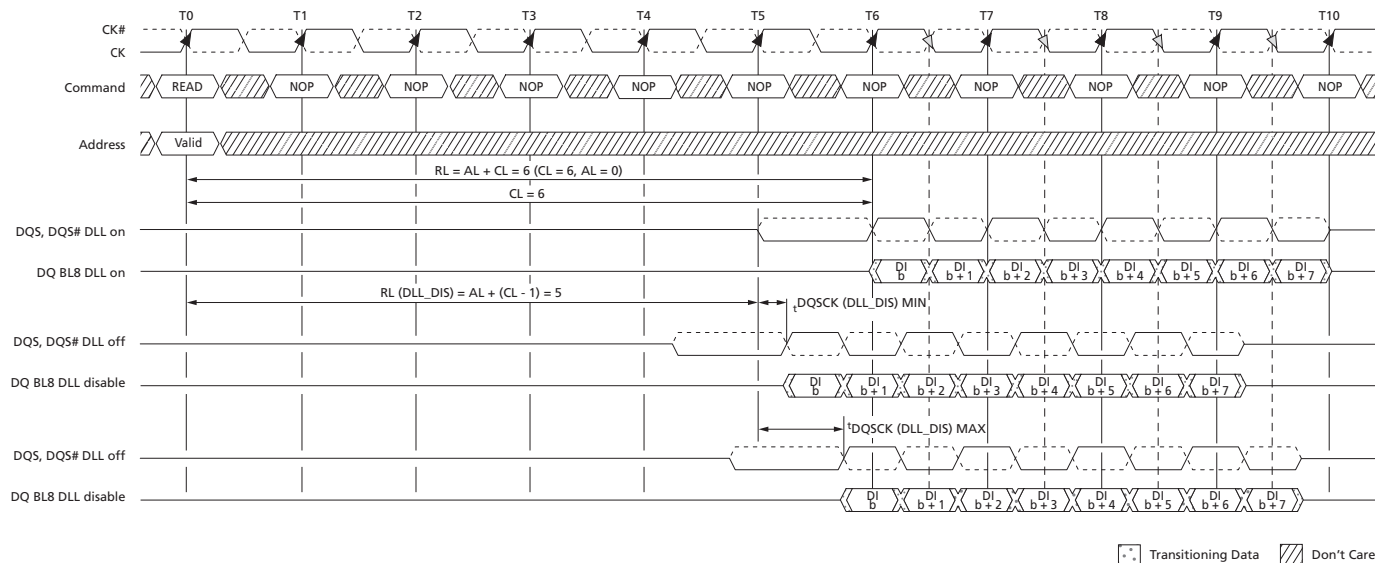 T0 T1 T2 T3 T4 T5 T6 T7 T8 T9 T10
CK#
CK
Command READ NOP NOP NOP NOP NOP NOP NOP NOP NOP NOP
Address Valid
RL = AL + CL = 6 (CL = 6, AL = 0)
CL = 6
DQS, DQS# DLL on
DQ BL8 DLL on DI b DI b + 1 DI b + 2 DI b + 3 DI b + 4 DI b + 5 DI b + 6 DI b + 7
RL (DLL_DIS) = AL + (CL - 1) = 5
tDQSCK (DLL_DIS) MIN
DQS, DQS# DLL off
DQ BL8 DLL disable DI b DI b + 1 DI b + 2 DI b + 3 DI b + 4 DI b + 5 DI b + 6 DI b + 7
tDQSCK (DLL_DIS) MAX
DQS, DQS# DLL off
DQ BL8 DLL disable DI b DI b + 1 DI b + 2 DI b + 3 DI b + 4 DI b + 5 DI b + 6 DI b + 7
Transitioning Data Don't Care